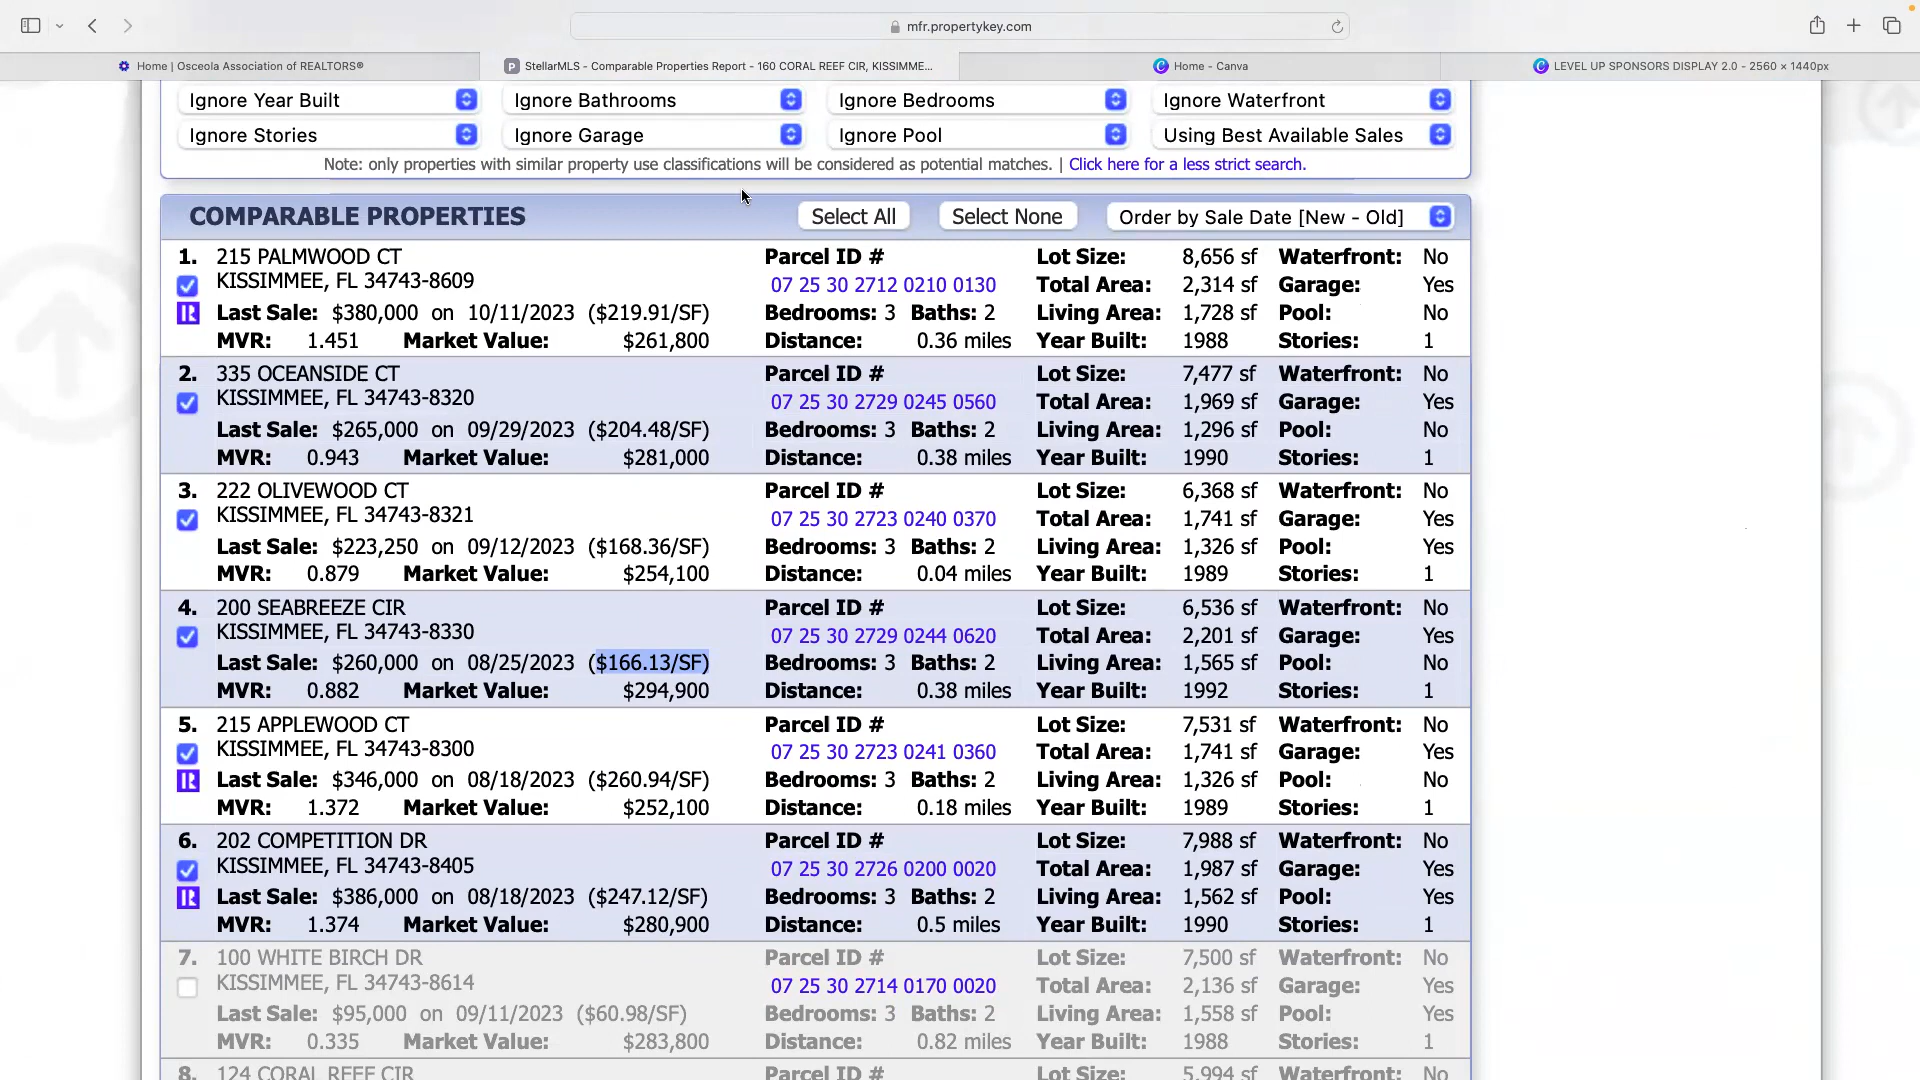 mfr.propertykey.com
Home | Osceola Association of REALTORS®
StellarMLS - Comparable Properties Report - 160 CORAL REEF CIR, KISSIMME...
Home - Canva
LEVEL UP SPONSORS DISPLAY 2.0 - 2560 × 1440px
Ignore Year Built Ignore Bathrooms Ignore Bedrooms Ignore Waterfront
Ignore Stories Ignore Garage Ignore Pool Using Best Available Sales
Note: only properties with similar property use classifications will be considered as potential matches. | Click here for a less strict search.
COMPARABLE PROPERTIES Select All Select None Order by Sale Date [New - Old]
1. 215 PALMWOOD CT Parcel ID # Lot Size: 8,656 sf Waterfront: No
KISSIMMEE, FL 34743-8609 07 25 30 2712 0210 0130 Total Area: 2,314 sf Garage: Yes
Last Sale: $380,000 on 10/11/2023 ($219.91/SF) Bedrooms: 3 Baths: 2 Living Area: 1,728 sf Pool: No
MVR: 1.451 Market Value: $261,800 Distance: 0.36 miles Year Built: 1988 Stories: 1
2. 335 OCEANSIDE CT Parcel ID # Lot Size: 7,477 sf Waterfront: No
KISSIMMEE, FL 34743-8320 07 25 30 2729 0245 0560 Total Area: 1,969 sf Garage: Yes
Last Sale: $265,000 on 09/29/2023 ($204.48/SF) Bedrooms: 3 Baths: 2 Living Area: 1,296 sf Pool: No
MVR: 0.943 Market Value: $281,000 Distance: 0.38 miles Year Built: 1990 Stories: 1
3. 222 OLIVEWOOD CT Parcel ID # Lot Size: 6,368 sf Waterfront: No
KISSIMMEE, FL 34743-8321 07 25 30 2723 0240 0370 Total Area: 1,741 sf Garage: Yes
Last Sale: $223,250 on 09/12/2023 ($168.36/SF) Bedrooms: 3 Baths: 2 Living Area: 1,326 sf Pool: Yes
MVR: 0.879 Market Value: $254,100 Distance: 0.04 miles Year Built: 1989 Stories: 1
4. 200 SEABREEZE CIR Parcel ID # Lot Size: 6,536 sf Waterfront: No
KISSIMMEE, FL 34743-8330 07 25 30 2729 0244 0620 Total Area: 2,201 sf Garage: Yes
Last Sale: $260,000 on 08/25/2023 ($166.13/SF) Bedrooms: 3 Baths: 2 Living Area: 1,565 sf Pool: No
MVR: 0.882 Market Value: $294,900 Distance: 0.38 miles Year Built: 1992 Stories: 1
5. 215 APPLEWOOD CT Parcel ID # Lot Size: 7,531 sf Waterfront: No
KISSIMMEE, FL 34743-8300 07 25 30 2723 0241 0360 Total Area: 1,741 sf Garage: Yes
Last Sale: $346,000 on 08/18/2023 ($260.94/SF) Bedrooms: 3 Baths: 2 Living Area: 1,326 sf Pool: No
MVR: 1.372 Market Value: $252,100 Distance: 0.18 miles Year Built: 1989 Stories: 1
6. 202 COMPETITION DR Parcel ID # Lot Size: 7,988 sf Waterfront: No
KISSIMMEE, FL 34743-8405 07 25 30 2726 0200 0020 Total Area: 1,987 sf Garage: Yes
Last Sale: $386,000 on 08/18/2023 ($247.12/SF) Bedrooms: 3 Baths: 2 Living Area: 1,562 sf Pool: Yes
MVR: 1.374 Market Value: $280,900 Distance: 0.5 miles Year Built: 1990 Stories: 1
7. 100 WHITE BIRCH DR Parcel ID # Lot Size: 7,500 sf Waterfront: No
KISSIMMEE, FL 34743-8614 07 25 30 2714 0170 0020 Total Area: 2,136 sf Garage: Yes
Last Sale: $95,000 on 09/11/2023 ($60.98/SF) Bedrooms: 3 Baths: 2 Living Area: 1,558 sf Pool: Yes
MVR: 0.335 Market Value: $283,800 Distance: 0.82 miles Year Built: 1988 Stories: 1
8. 124 CORAL REEF CIR Parcel ID # Lot Size: 5,994 sf Waterfront: No